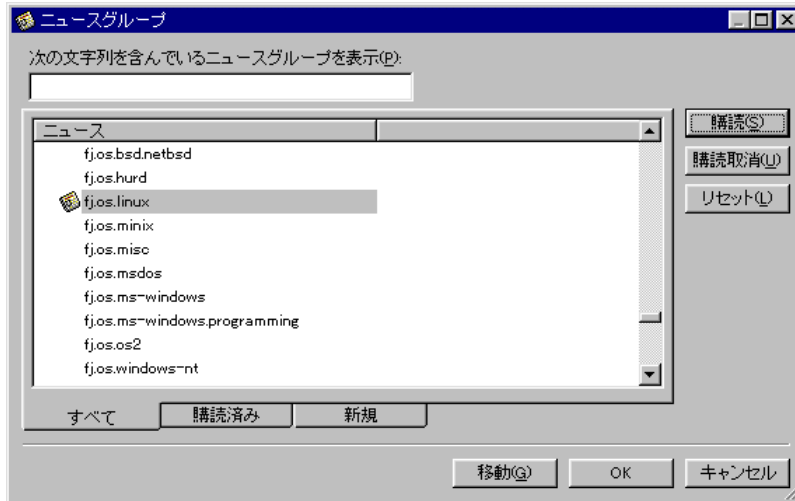 ニュースグループ
次の文字列を含んでいるニュースグループを表示(P):
ニュース
購読(S)
fj.os.bsd.netbsd
購読取消(U)
fj.os.hurd
fj.os.linux
リセット(L)
fj.os.minix
fj.os.misc
fj.os.msdos
fj.os.ms-windows
fj.os.ms-windows.programming
fj.os.os2
fj.os.windows-nt
すべて 購読済み 新規
移動(G) OK キャンセル